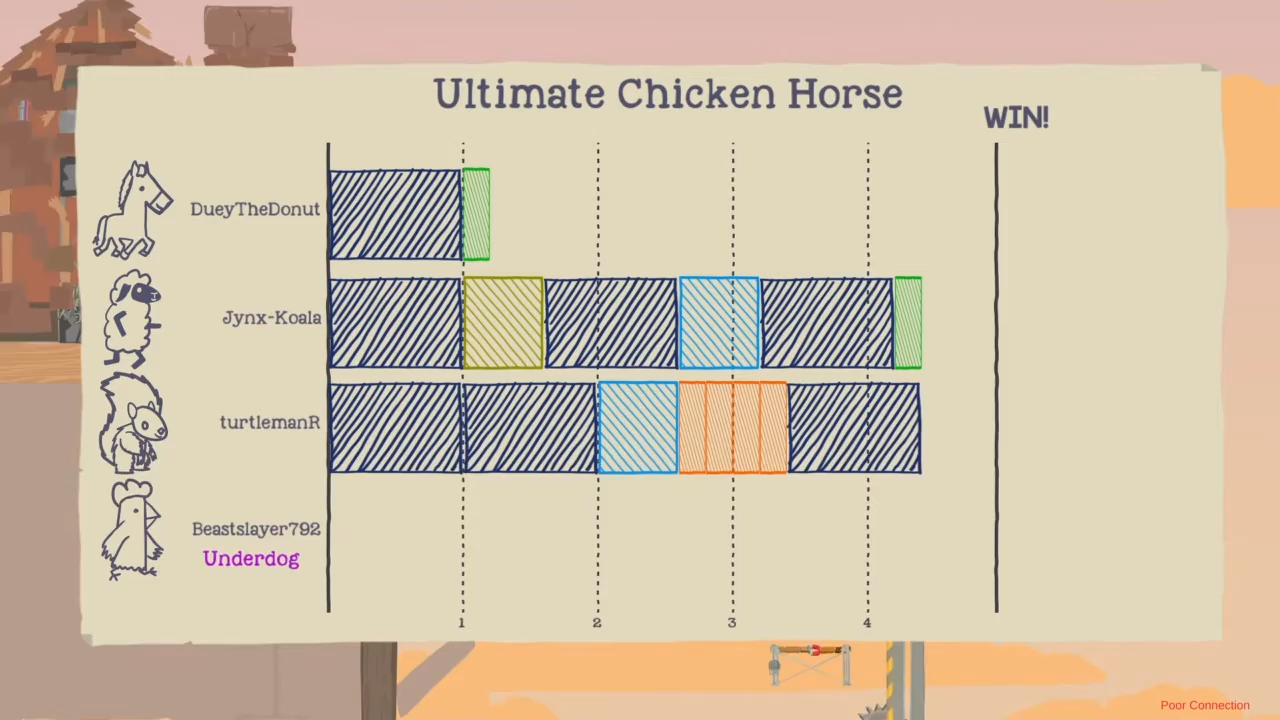 Ultimate Chicken Horse
WIN!
DueyTheDonut
Jynx-Koala
turtlemanR
Beastslayer792
Underdog
1 2 3 4
Poor Connection